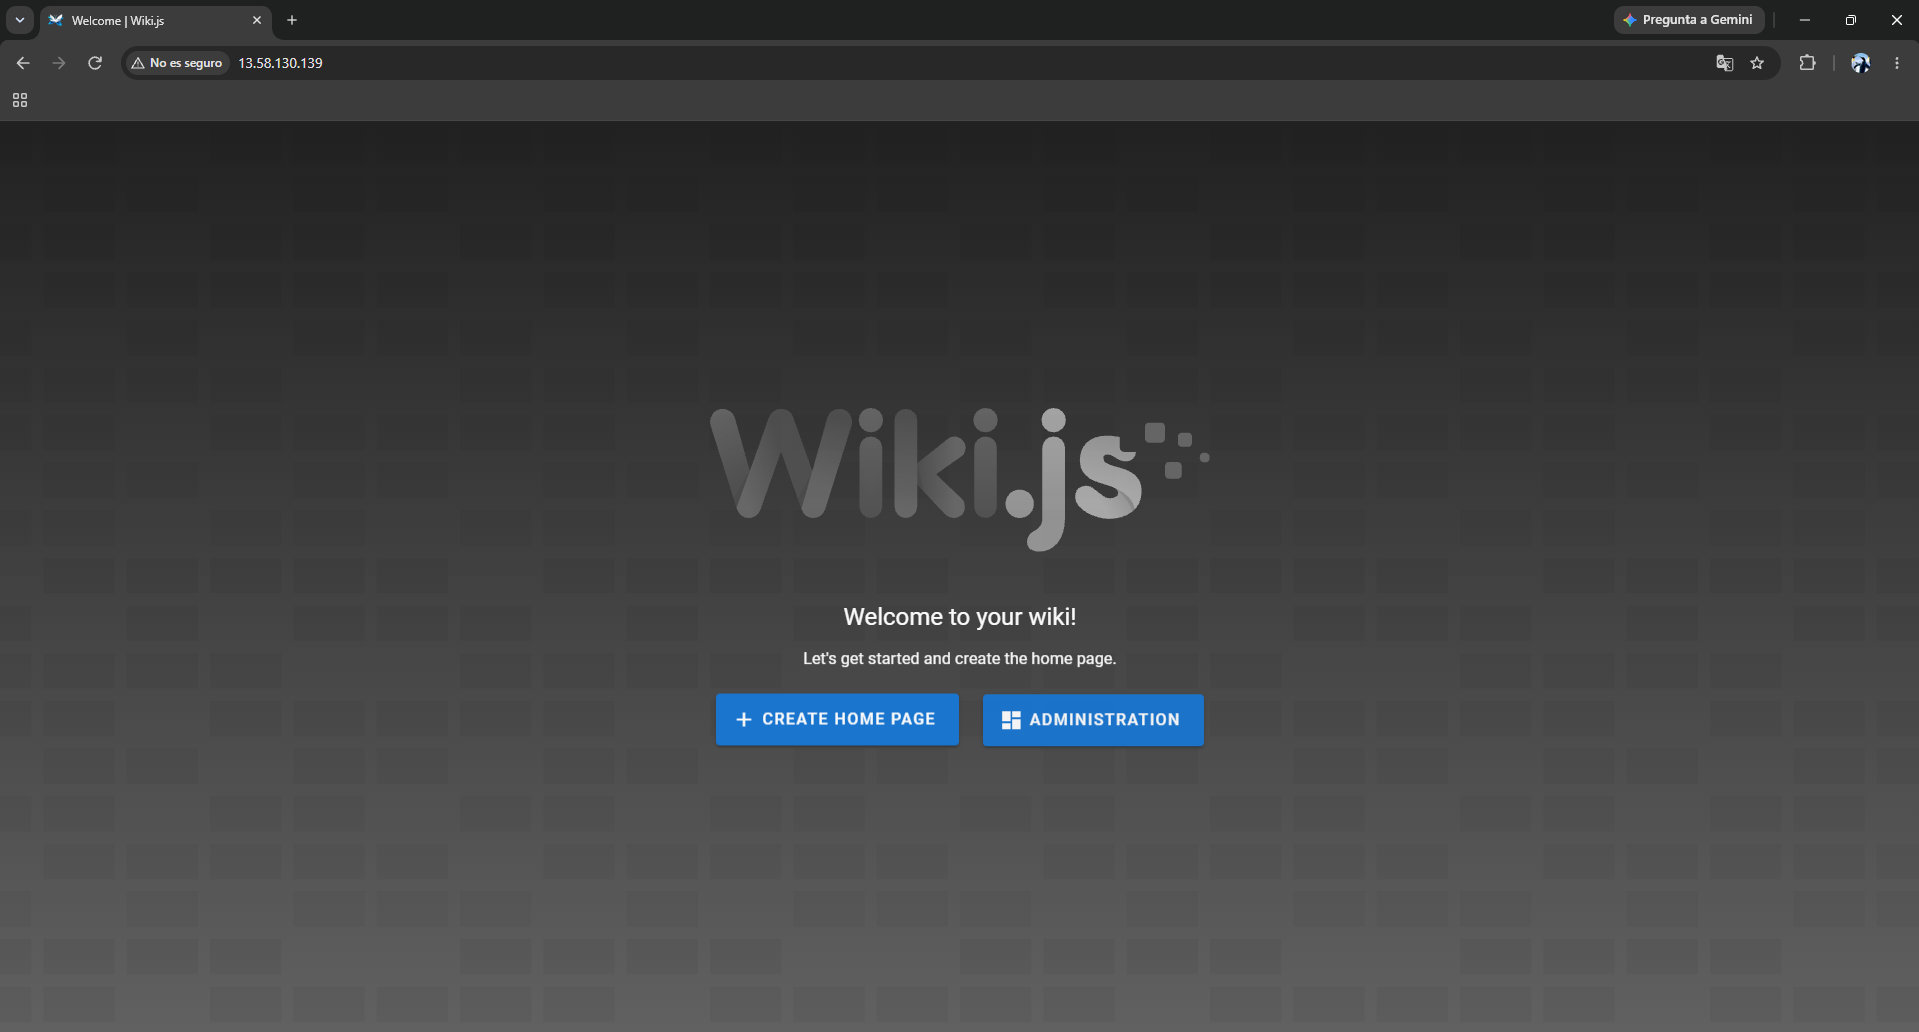 Welcome | Wiki.js
Pregunta a Gemini
No es seguro
13.58.130.139
Wiki.js
Welcome to your wiki!
Let's get started and create the home page.
CREATE HOME PAGE
ADMINISTRATION